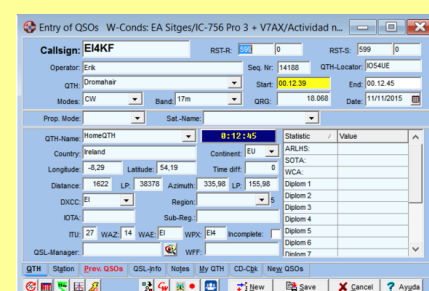 Entry of QSOs W-Conds: EA Sitges/IC-756 Pro 3 + V7AX/Actividad n...
Callsign: EI4KF RST-R: 599 0 RST-S: 599 0
Operator: Erik Seq. Nr: 14188 QTH-Locator: IO54UE
QTH: Dromahair Start: 00.12.39 End: 00.12.45
Modes: CW Band: 17m QRG: 18.068 Date: 11/11/2015
Prop. Mode: Sat.-Name:
QTH-Name: HomeQTH 0:12:45 Statistic / Value
Country: Ireland Continent: EU ARLHS:
Longitude: -8,29 Latitude: 54,19 Time diff: 0 SOTA:
WCA:
Distance: 1622 LP: 38378 Azimuth: 335,98 LP: 155,98 Diplom 1
DXCC: EI Region: 5 Diplom 2
Diplom 3
IOTA: Sub-Reg.: Diplom 4
ITU: 27 WAZ: 14 WAE: EI WPX: EI4 Incomplete: Diplom 5
Diplom 6
QSL-Manager: WFF: Diplom 7
QTH Station Prev. QSOs QSL-Info Notes My QTH CD-Cbk New QSOs
New Save Cancel ? Ayuda